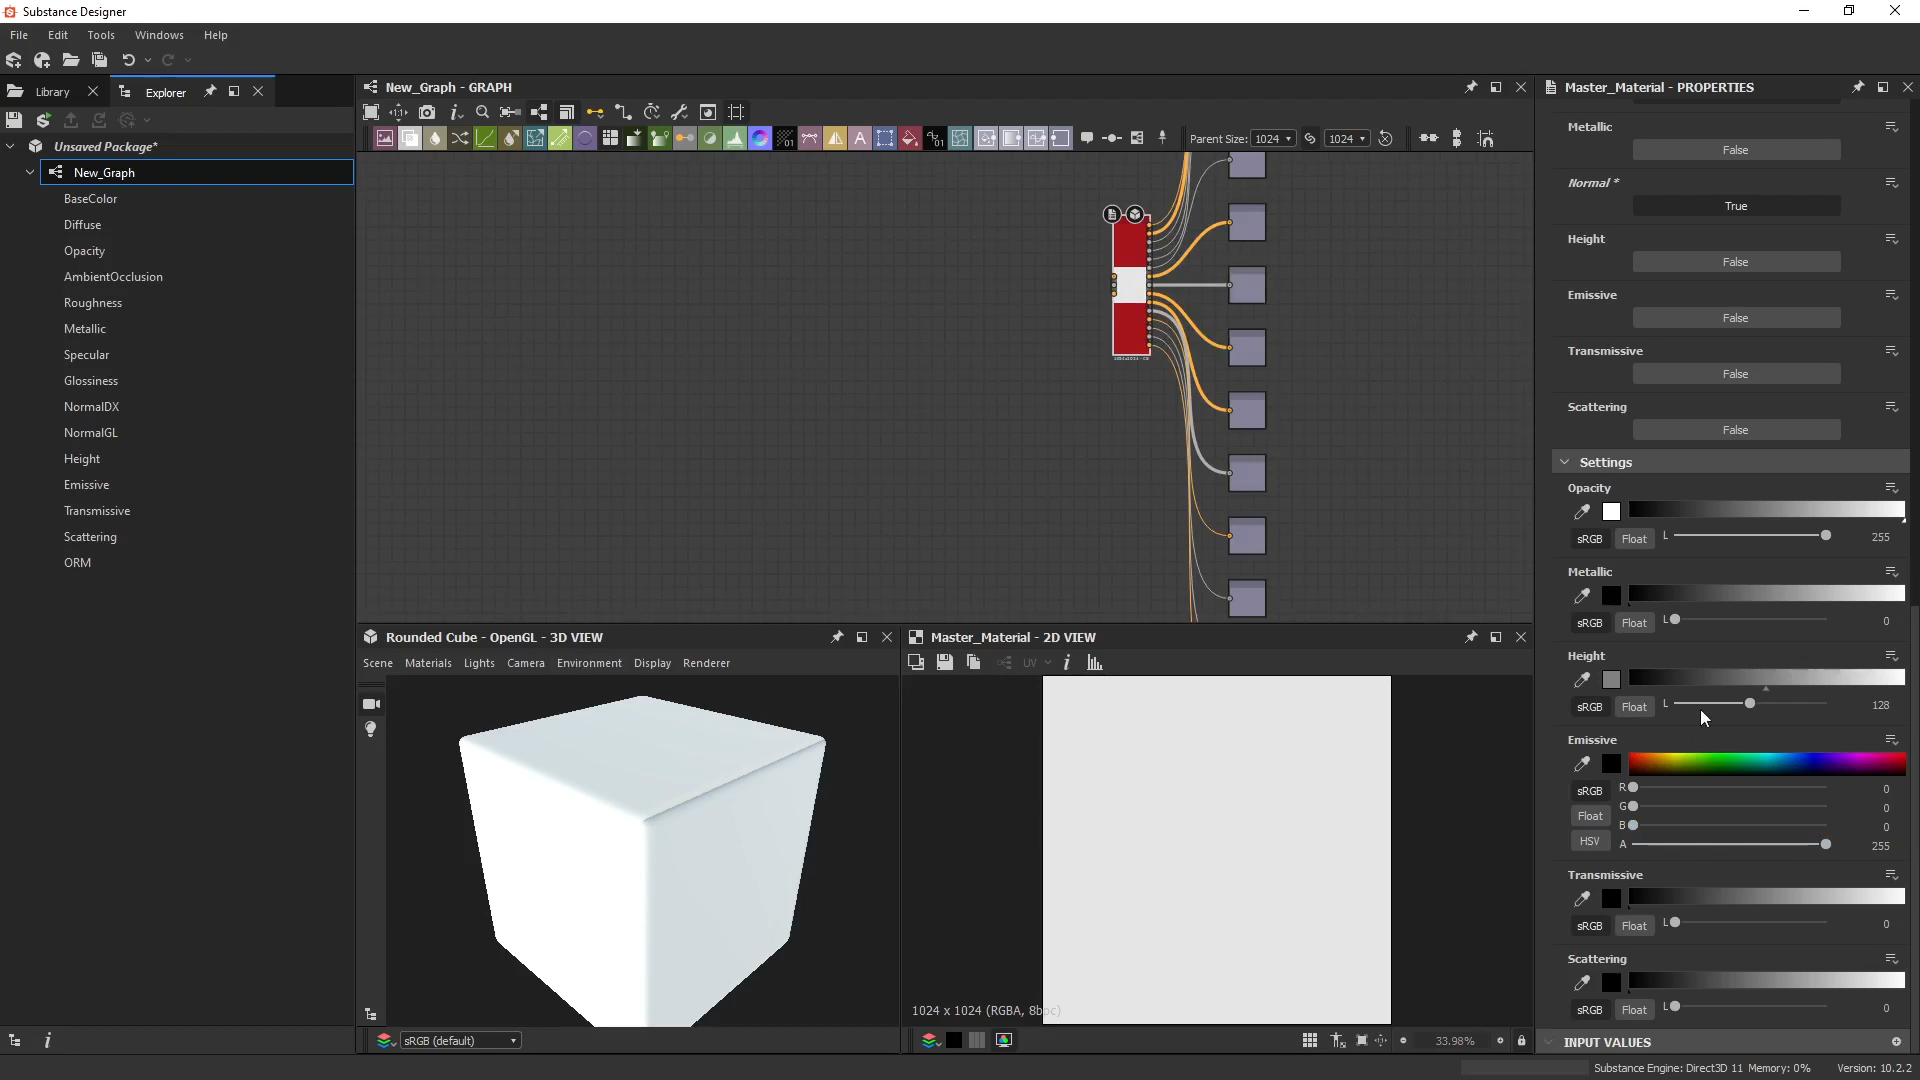 Substance Designer
File Edit Tools Windows Help
Library
Explorer
Unsaved Package*
New_Graph
BaseColor
Diffuse
Opacity
AmbientOcclusion
Roughness
Metallic
Specular
Glossiness
NormalDX
NormalGL
Height
Emissive
Transmissive
Scattering
ORM
New_Graph - GRAPH
Parent Size: 1024 1024
Rounded Cube - OpenGL - 3D VIEW
Scene Materials Lights Camera Environment Display Renderer
sRGB (default)
Master_Material - 2D VIEW
UV
1024 x 1024 (RGBA, 8bpc)
33.98%
Master_Material - PROPERTIES
Metallic
False
Normal *
True
Height
False
Emissive
False
Transmissive
False
Scattering
False
Settings
Opacity
sRGB Float L 255
Metallic
sRGB Float L 0
Height
sRGB Float L 128
Emissive
sRGB R 0
G 0
Float B 0
HSV A 255
Transmissive
sRGB Float L 0
Scattering
sRGB Float L 0
INPUT VALUES
Substance Engine: Direct3D 11 Memory: 0% Version: 10.2.2